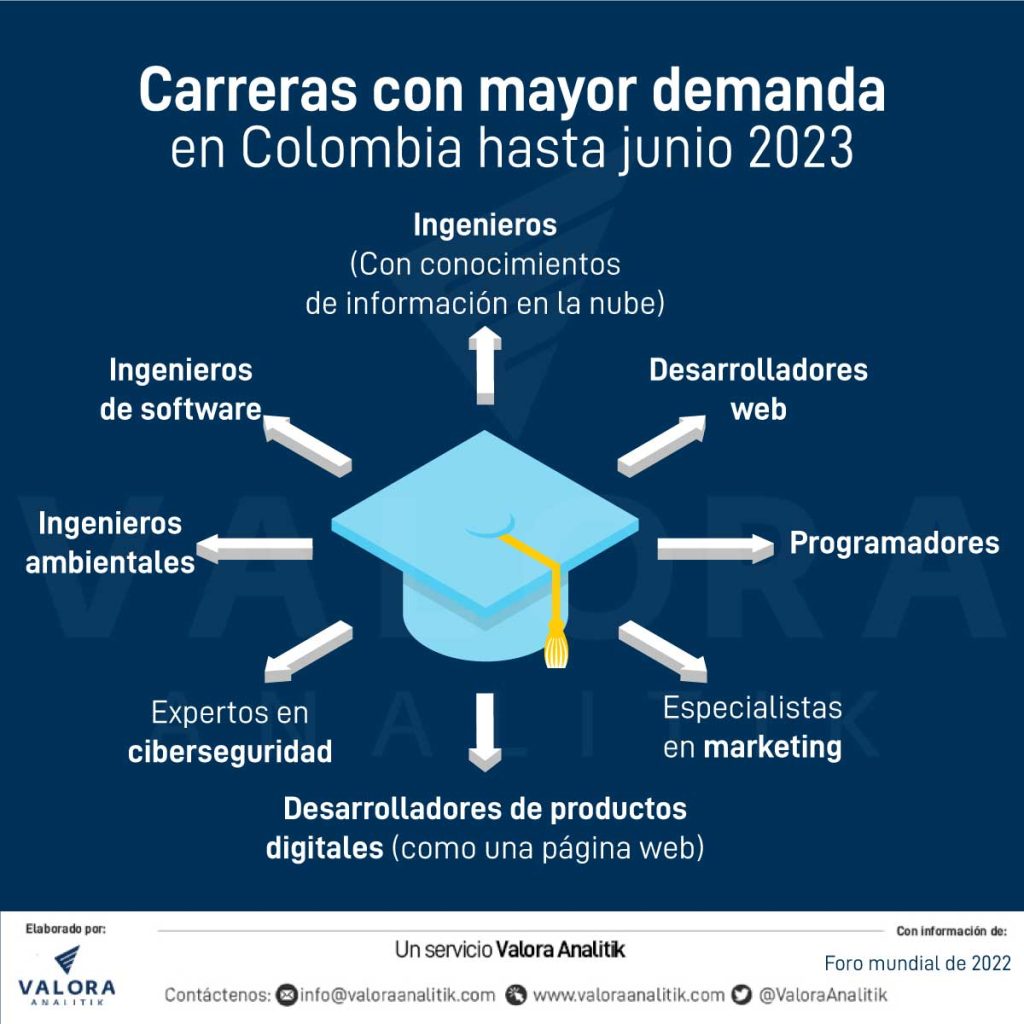 Carreras con mayor demanda
en Colombia hasta junio 2023
Ingenieros
(Con conocimientos
de información en la nube)
Ingenieros
de software
Desarrolladores
web
Ingenieros
ambientales
Programadores
Expertos en
ciberseguridad
Especialistas
en marketing
Desarrolladores de productos
digitales (como una página web)
VALORA
ANALITIK
Elaborado por:
VALORA
ANALITIK
Un servicio Valora Analitik
Contáctenos: info@valoraanalitik.com www.valoraanalitik.com @ValoraAnalitik
Con información de:
Foro mundial de 2022